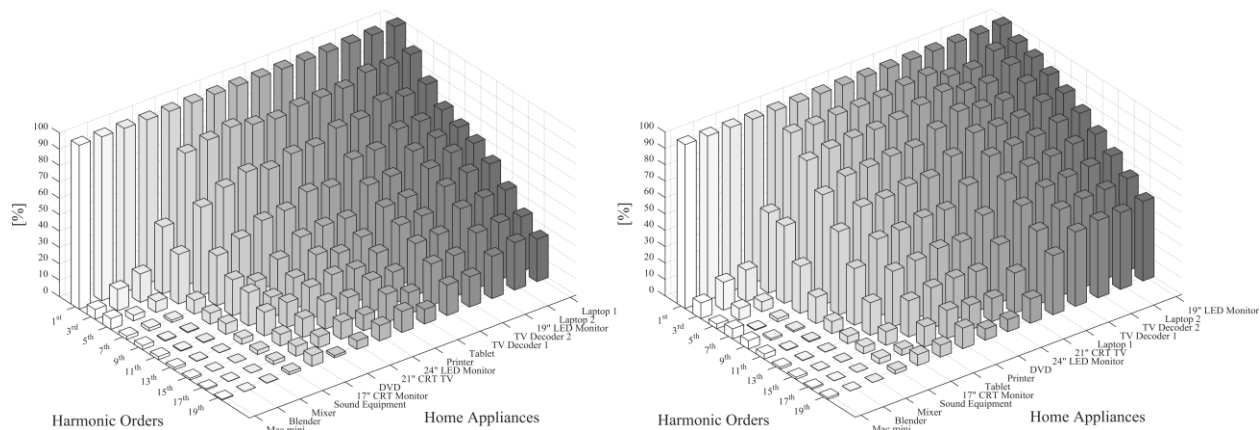 100
90
80
70
60
50
40
30
20
10
0
[%]
1st
3rd
5th
7th
9th
11th
13th
15th
17th
19th
Harmonic Orders
Mac mini
Blender
Mixer
Sound Equipment
17" CRT Monitor
DVD
21" CRT TV
24" LED Monitor
Printer
Tablet
TV Decoder 1
TV Decoder 2
19" LED Monitor
Laptop 2
Laptop 1
Home Appliances
100
90
80
70
60
50
40
30
20
10
0
[%]
1st
3rd
5th
7th
9th
11th
13th
15th
17th
19th
Harmonic Orders
Mac mini
Blender
Mixer
Sound Equipment
17" CRT Monitor
Tablet
Printer
DVD
24" LED Monitor
21" CRT TV
Laptop 1
TV Decoder 1
TV Decoder 2
Laptop 2
19" LED Monitor
Home Appliances